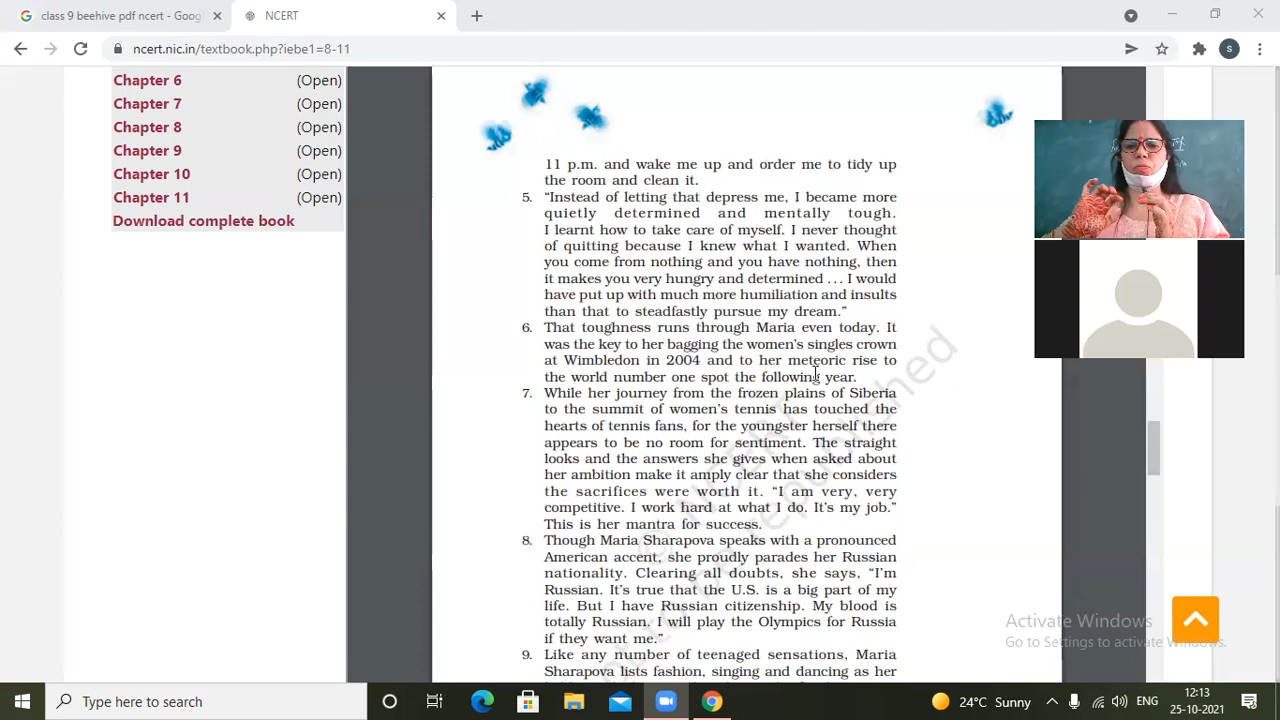 class 9 beehive pdf ncert - Goog
NCERT
ncert.nic.in/textbook.php?iebe1=8-11
S
Chapter 6 (Open)
Chapter 7 (Open)
Chapter 8 (Open)
Chapter 9 (Open)
Chapter 10 (Open)
Chapter 11 (Open)
Download complete book
11 p.m. and wake me up and order me to tidy up
the room and clean it.
5. “Instead of letting that depress me, I became more
quietly determined and mentally tough.
I learnt how to take care of myself. I never thought
of quitting because I knew what I wanted. When
you come from nothing and you have nothing, then
it makes you very hungry and determined ... I would
have put up with much more humiliation and insults
than that to steadfastly pursue my dream.”
6. That toughness runs through Maria even today. It
was the key to her bagging the women’s singles crown
at Wimbledon in 2004 and to her meteoric rise to
the world number one spot the following year.
7. While her journey from the frozen plains of Siberia
to the summit of women’s tennis has touched the
hearts of tennis fans, for the youngster herself there
appears to be no room for sentiment. The straight
looks and the answers she gives when asked about
her ambition make it amply clear that she considers
the sacrifices were worth it. “I am very, very
competitive. I work hard at what I do. It’s my job.”
This is her mantra for success.
8. Though Maria Sharapova speaks with a pronounced
American accent, she proudly parades her Russian
nationality. Clearing all doubts, she says, “I’m
Russian. It’s true that the U.S. is a big part of my
life. But I have Russian citizenship. My blood is
totally Russian. I will play the Olympics for Russia
if they want me.”
9. Like any number of teenaged sensations, Maria
Sharapova lists fashion, singing and dancing as her
© NCERT
to be republished
Activate Windows
Go to Settings to activate Windows.
Type here to search
24°C Sunny
ENG
12:13
25-10-2021